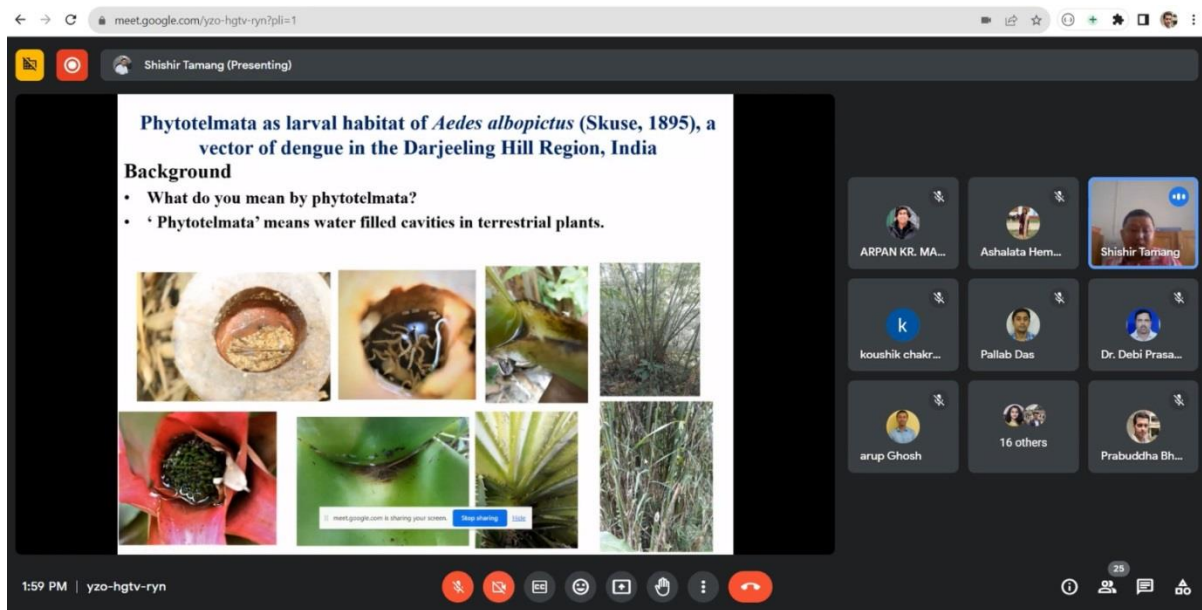 meet.google.com/yzo-hgtv-ryn?pli=1
Shishir Tamang (Presenting)
Phytotelmata as larval habitat of Aedes albopictus (Skuse, 1895), a
vector of dengue in the Darjeeling Hill Region, India
Background
• What do you mean by phytotelmata?
• ‘ Phytotelmata’ means water filled cavities in terrestrial plants.
meet.google.com is sharing your screen. Stop sharing Hide
ARPAN KR. MA...
Ashalata Hem...
Shishir Tamang
k
koushik chakr...
Pallab Das
Dr. Debi Prasa...
arup Ghosh
16 others
Prabuddha Bh...
1:59 PM | yzo-hgtv-ryn
CC
25